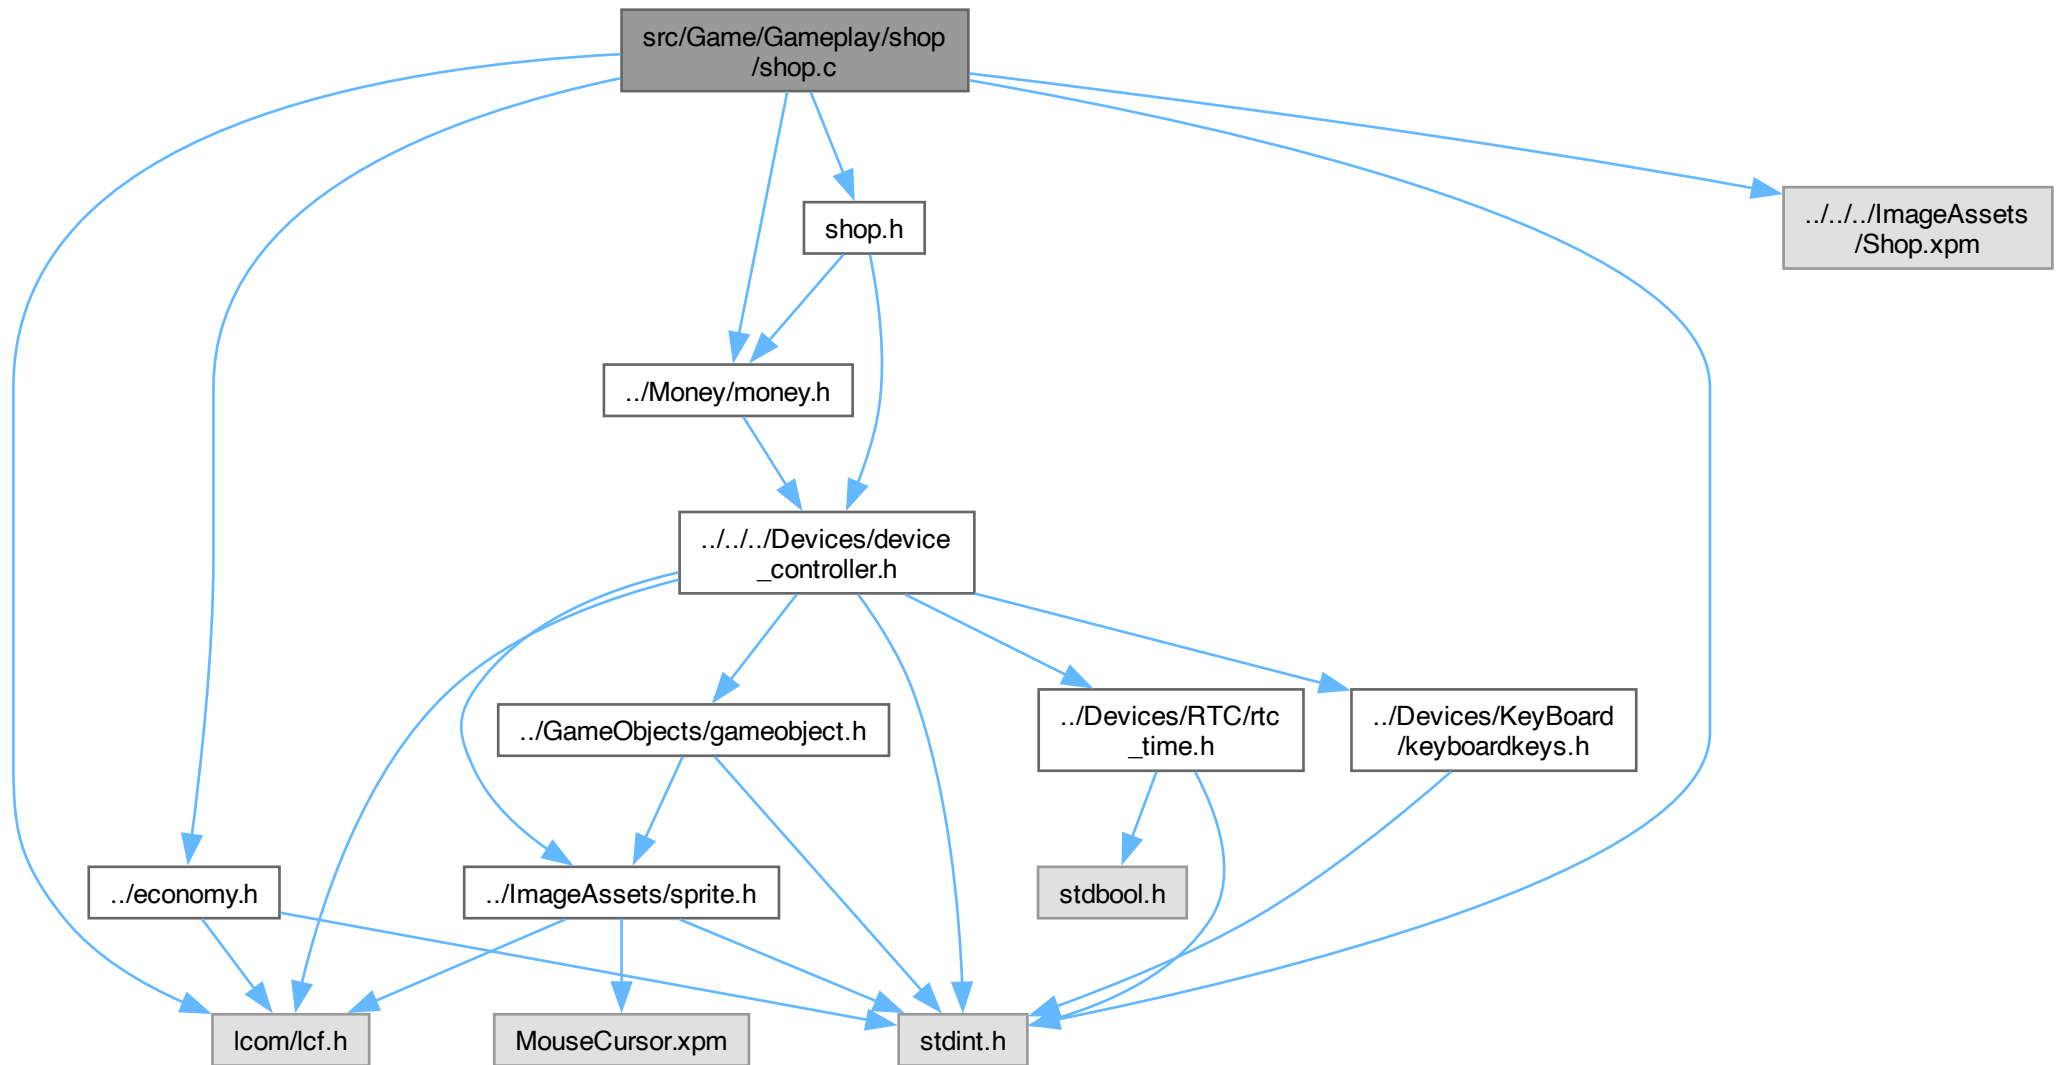 src/Game/Gameplay/shop
/shop.c
../../../ImageAssets
/Shop.xpm
shop.h
../Money/money.h
../../../Devices/device
_controller.h
../GameObjects/gameobject.h
../Devices/RTC/rtc
_time.h
../Devices/KeyBoard
/keyboardkeys.h
../economy.h
../ImageAssets/sprite.h
stdbool.h
lcom/lcf.h
MouseCursor.xpm
stdint.h